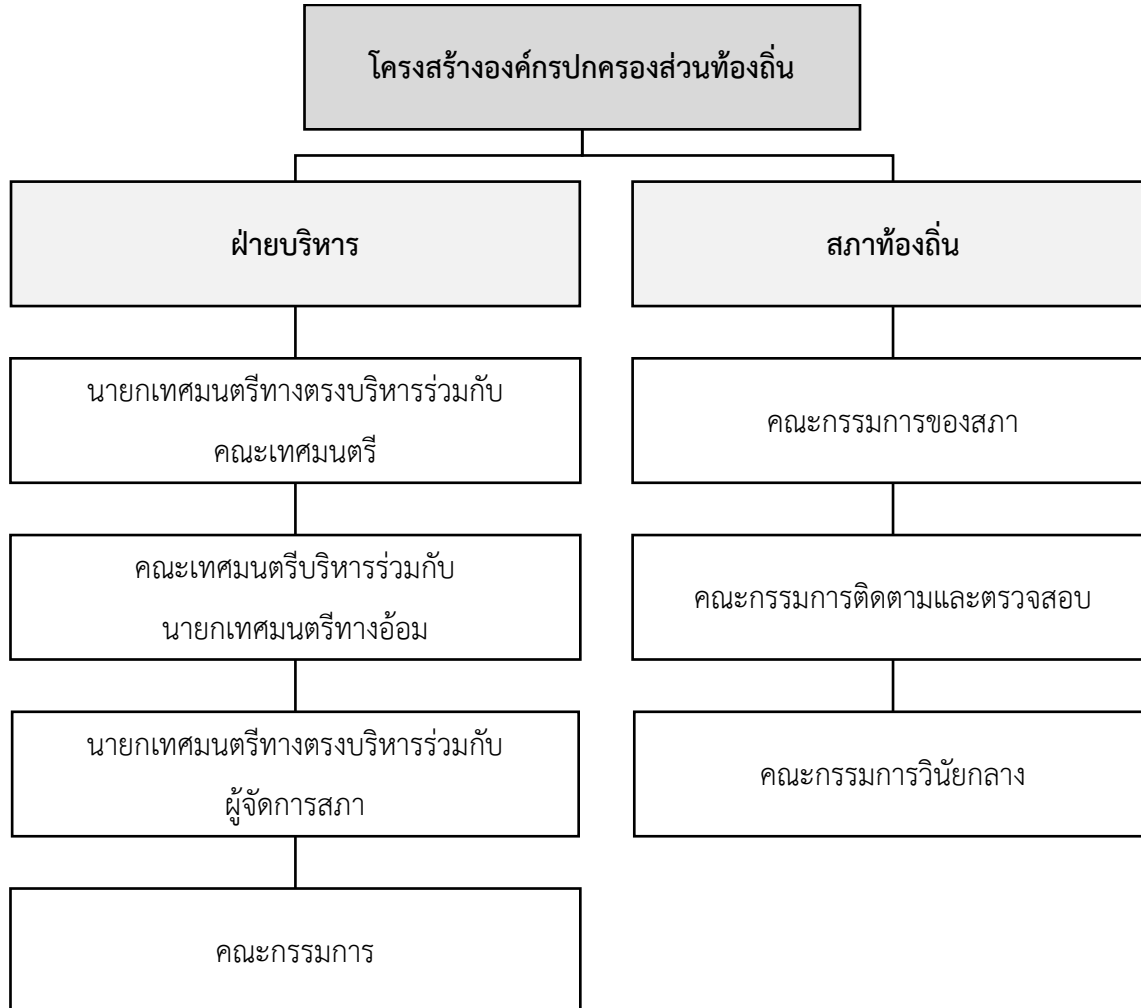 โครงสร้างองค์กรปกครองส่วนท้องถิ่น
ฝ่ายบริหาร
นายกเทศมนตรีทางตรงบริหารร่วมกับ
คณะเทศมนตรี
คณะเทศมนตรีบริหารร่วมกับ
นายกเทศมนตรีทางอ้อม
นายกเทศมนตรีทางตรงบริหารร่วมกับ
ผู้จัดการสภา
คณะกรรมการ
สภาท้องถิ่น
คณะกรรมการของสภา
คณะกรรมการติดตามและตรวจสอบ
คณะกรรมการวินัยกลาง